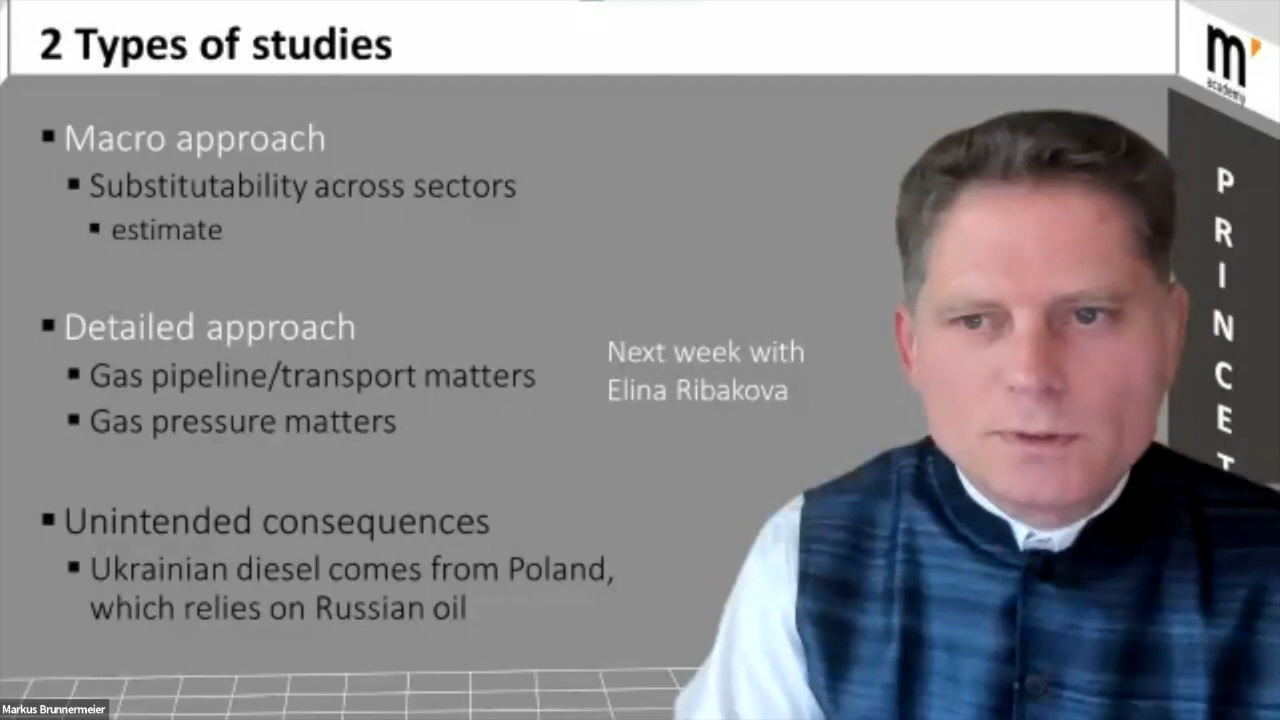 2 Types of studies
m'
academy
Macro approach
Substitutability across sectors
estimate
Detailed approach
Gas pipeline/transport matters
Gas pressure matters
Next week with
Elina Ribakova
Unintended consequences
Ukrainian diesel comes from Poland,
which relies on Russian oil
P
R
I
N
C
E
T
Markus Brunnermeier